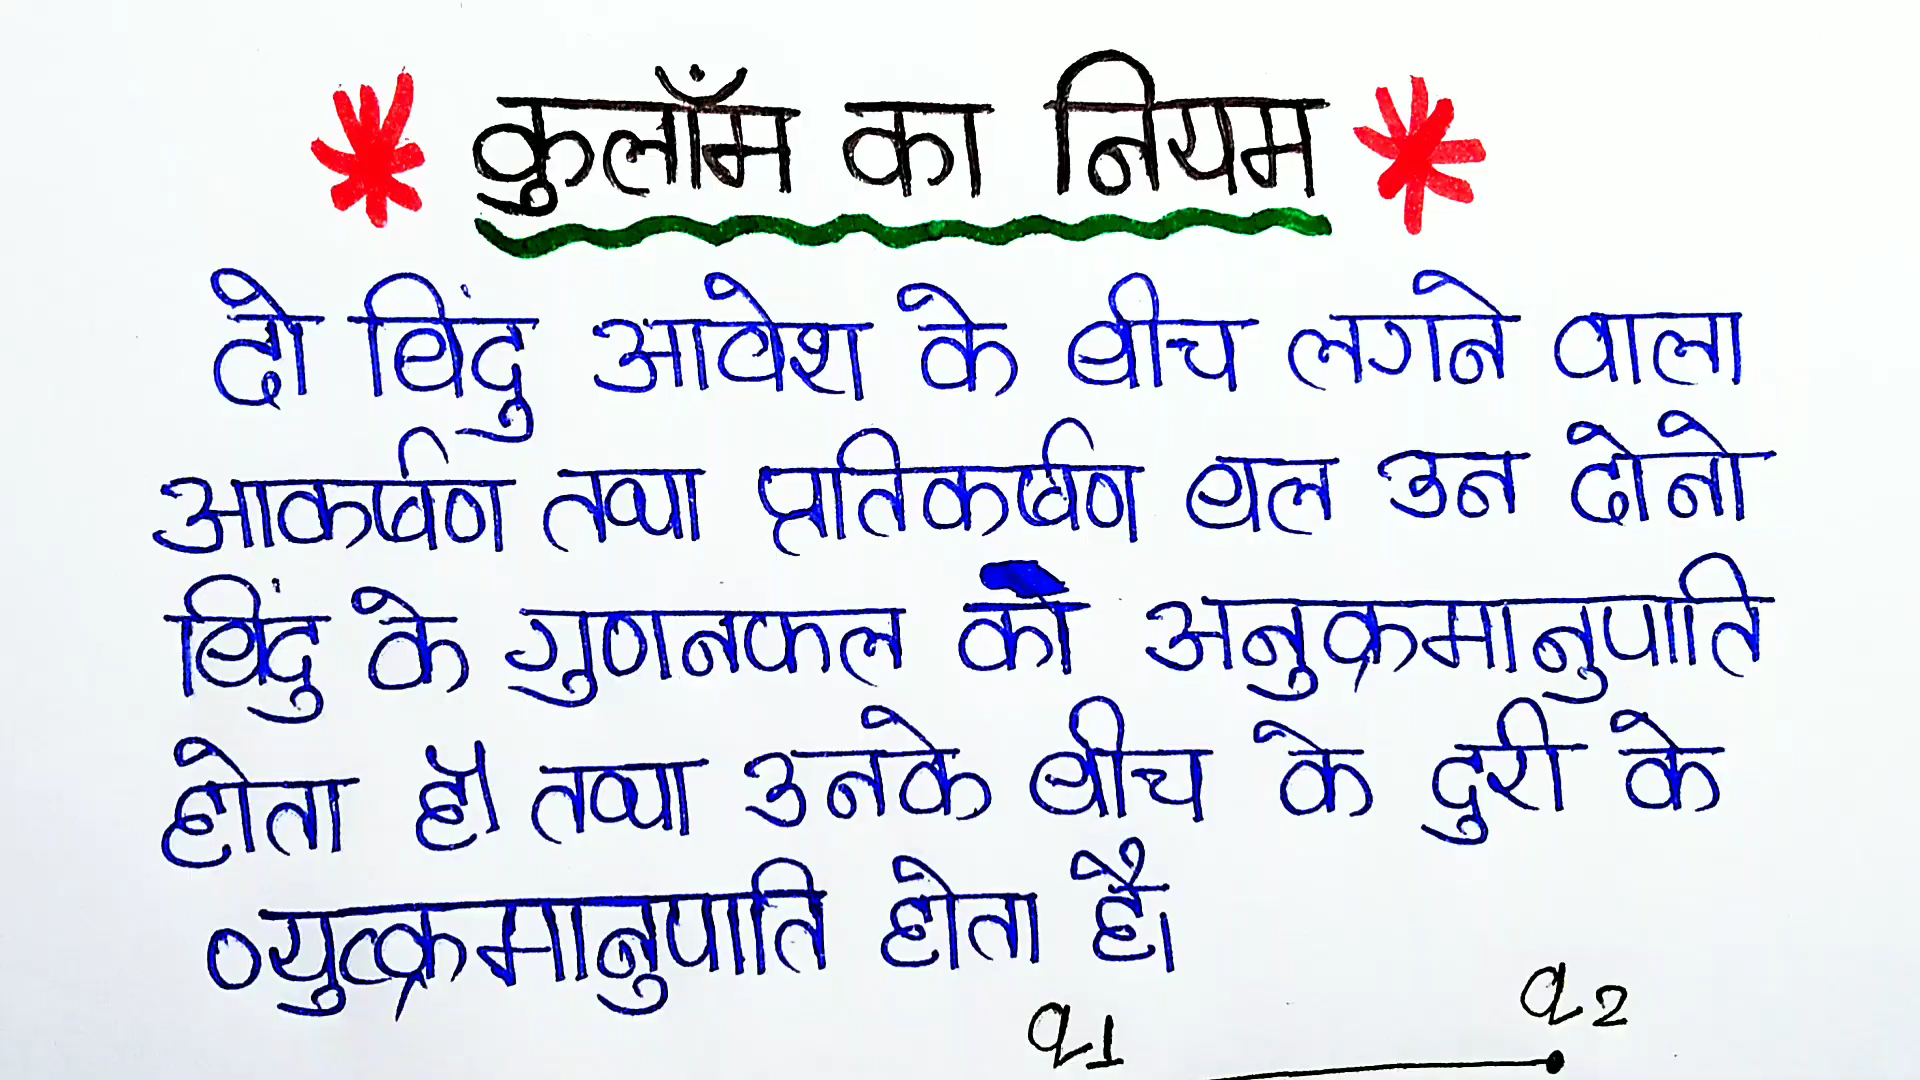 कुलाँम का नियम
दो बिंदु आवेश के बीच लगने वाला
आकर्षण तथा प्रतिकर्षण बल उन दोनो
बिंदु के गुणनफल को अनुक्रमानुपाति
होता हैं। तथा उनके बीच के दुरी के
व्युत्क्रमानुपाति होता है।
q2
q1